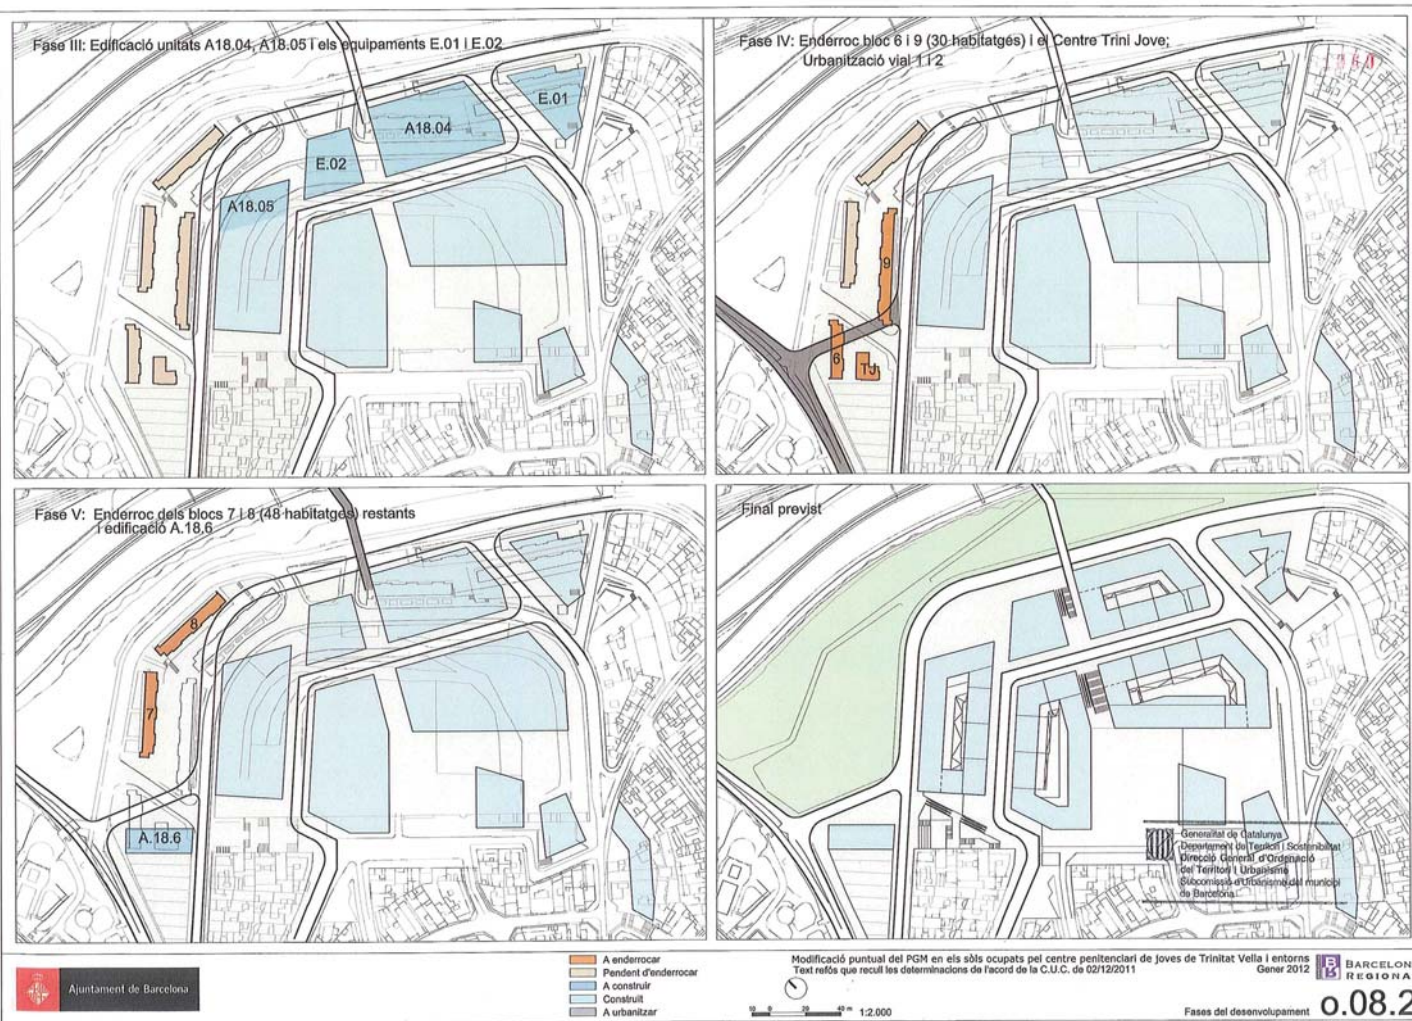 Fase III: Edificació unitats A18.04, A18.05 i els equipaments E.01 i E.02
E.01
A18.04
E.02
A18.05
Fase IV: Enderroc bloc 6 i 9 (30 habitatges) i el Centre Trini Jove;
Urbanització vial 1 i 2
9
6
TJ
Fase V: Enderroc dels blocs 7 i 8 (48 habitatges) restants
i edificació A.18.6
8
7
A.18.6
Final previst
Generalitat de Catalunya
Departament de Territori i Sostenibilitat
Direcció General d'Ordenació
del Territori i Urbanisme
Subcomissió d'Urbanisme del municipi
de Barcelona
Ajuntament de Barcelona
A enderrocar
Pendent d'enderrocar
A construir
Construït
A urbanitzar
Modificació puntual del PGM en els sòls ocupats pel centre penitenciari de joves de Trinitat Vella i entorns
Text refós que recull les determinacions de l'acord de la C.U.C. de 02/12/2011
Gener 2012
10 0 20 40 m 1:2.000
BR BARCELONA
REGIONAL
Fases del desenvolupament o.08.2